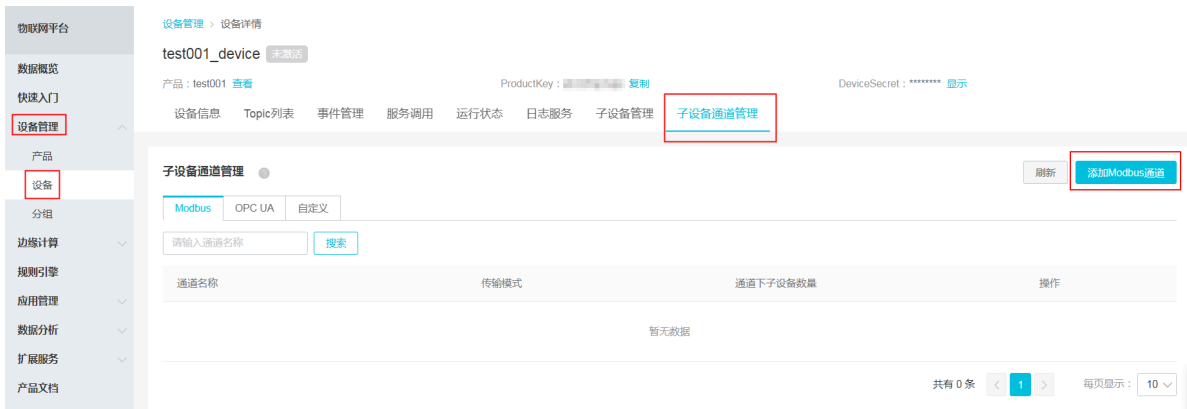 物联网平台
数据概览
快速入门
设备管理
产品
设备
分组
边缘计算
规则引擎
应用管理
数据分析
扩展服务
产品文档
设备管理 > 设备详情
test001_device 未激活
产品：test001 查看 ProductKey： 复制 DeviceSecret：******** 显示
设备信息 Topic列表 事件管理 服务调用 运行状态 日志服务 子设备管理 子设备通道管理
子设备通道管理 刷新 添加Modbus通道
Modbus OPC UA 自定义
请输入通道名称 搜索
通道名称 传输模式 通道下子设备数量 操作
暂无数据
共有 0 条 < 1 > 每页显示： 10